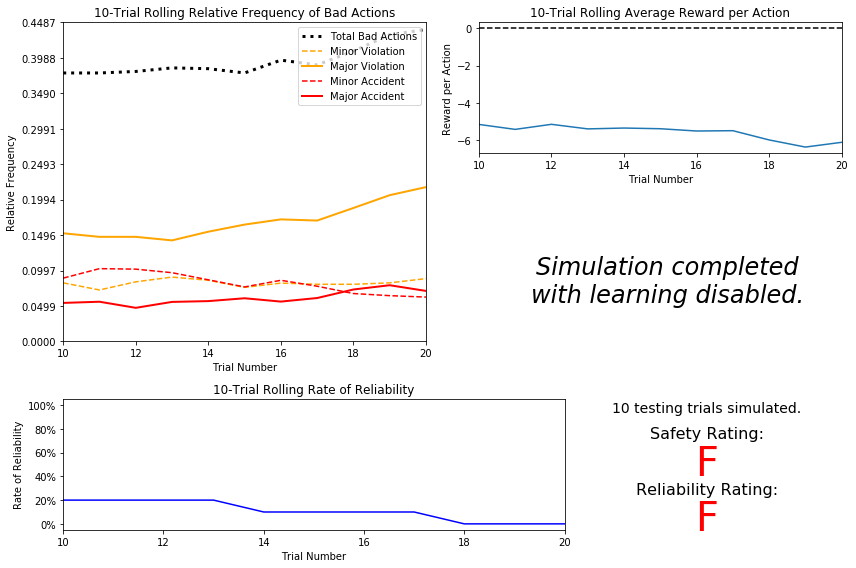 10-Trial Rolling Relative Frequency of Bad Actions
0.4487
0.3988
0.3490
0.2991
0.2493
0.1994
0.1496
0.0997
0.0499
0.0000
Relative Frequency
Total Bad Actions
Minor Violation
Major Violation
Minor Accident
Major Accident
10 12 14 16 18 20
Trial Number
10-Trial Rolling Average Reward per Action
0
−2
−4
−6
Reward per Action
10 12 14 16 18 20
Trial Number
Simulation completed
with learning disabled.
10-Trial Rolling Rate of Reliability
100%
80%
60%
40%
20%
0%
Rate of Reliability
10 12 14 16 18 20
Trial Number
10 testing trials simulated.
Safety Rating:
F
Reliability Rating:
F